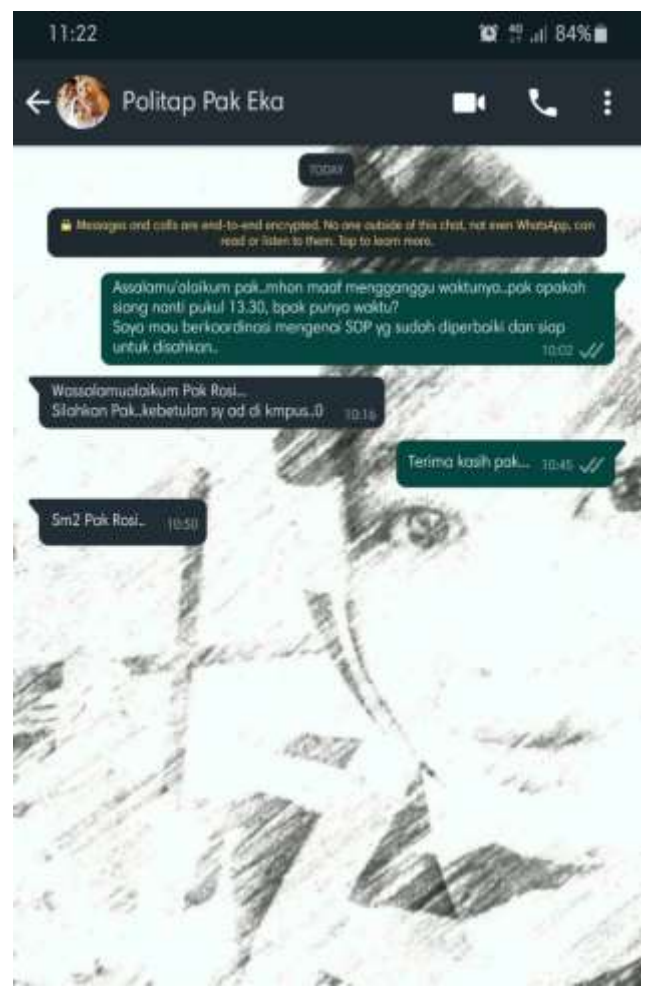 11:22
84%
Politap Pak Eka
TODAY
Messages and calls are end-to-end encrypted. No one outside of this chat, not even WhatsApp, can
read or listen to them. Tap to learn more.
Assalamu'alaikum pak..mhon maaf mengganggu waktunya..pak apakah
siang nanti pukul 13.30, bpak punya waktu?
Saya mau berkoordinasi mengenai SOP yg sudah diperbaiki dan siap
untuk disahkan..
10:02
Wassalamualaikum Pak Rosi...
Silahkan Pak..kebetulan sy ad di kmpus..0 10:16
Terima kasih pak... 10:45
Sm2 Pak Rosi.. 10:50